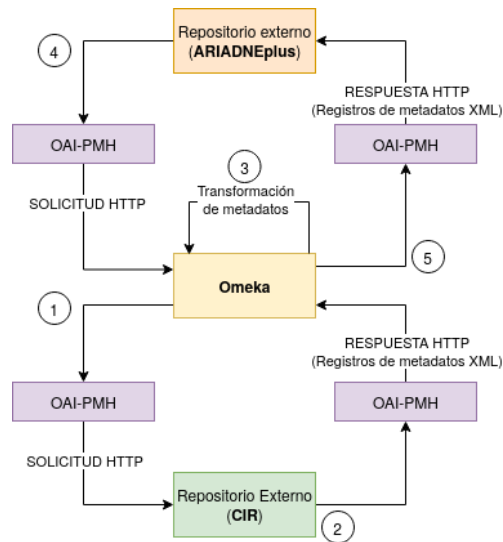 Repositorio externo
(ARIADNEplus)
4
RESPUESTA HTTP
(Registros de metadatos XML)
OAI-PMH
OAI-PMH
3
Transformación
de metadatos
SOLICITUD HTTP
Omeka
5
1
RESPUESTA HTTP
(Registros de metadatos XML)
OAI-PMH
OAI-PMH
SOLICITUD HTTP
Repositorio Externo
(CIR)
2